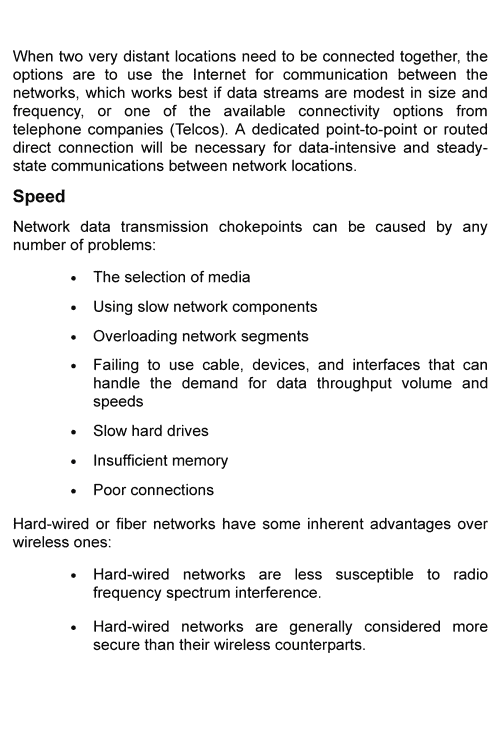 When two very distant locations need to be connected together, the
options are to use the Internet for communication between the
networks, which works best if data streams are modest in size and
frequency, or one of the available connectivity options from
telephone companies (Telcos). A dedicated point-to-point or routed
direct connection will be necessary for data-intensive and steady-
state communications between network locations.
Speed
Network data transmission chokepoints can be caused by any
number of problems:
• The selection of media
• Using slow network components
• Overloading network segments
• Failing to use cable, devices, and interfaces that can
handle the demand for data throughput volume and
speeds
• Slow hard drives
• Insufficient memory
• Poor connections
Hard-wired or fiber networks have some inherent advantages over
wireless ones:
• Hard-wired networks are less susceptible to radio
frequency spectrum interference.
• Hard-wired networks are generally considered more
secure than their wireless counterparts.